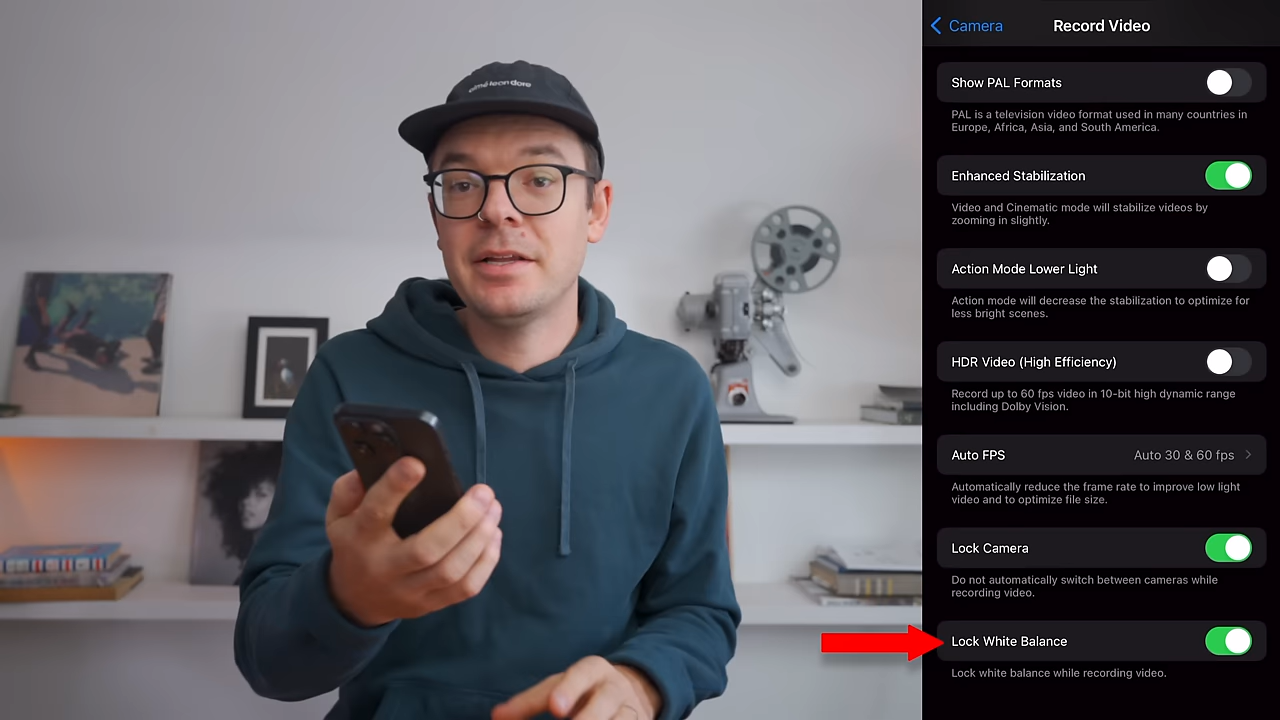 aimé leon dore
Camera
Record Video
Show PAL Formats
PAL is a television video format used in many countries in
Europe, Africa, Asia, and South America.
Enhanced Stabilization
Video and Cinematic mode will stabilize videos by
zooming in slightly.
Action Mode Lower Light
Action mode will decrease the stabilization to optimize for
less bright scenes.
HDR Video (High Efficiency)
Record up to 60 fps video in 10-bit high dynamic range
including Dolby Vision.
Auto FPS
Auto 30 & 60 fps
Automatically reduce the frame rate to improve low light
video and to optimize file size.
Lock Camera
Do not automatically switch between cameras while
recording video.
Lock White Balance
Lock white balance while recording video.